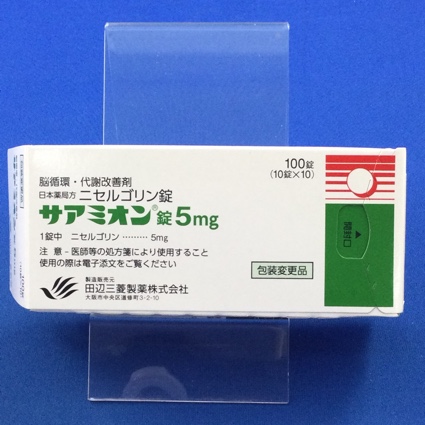 脳循環・代謝改善剤
日本薬局方 ニセルゴリン錠
サアミオン®錠5mg
1錠中 ニセルゴリン ……… 5mg
注 意－医師等の処方箋により使用すること
使用の際は電子添文をご覧ください
製造販売元
田辺三菱製薬株式会社
大阪市中央区道修町3-2-10
100錠
(10錠×10)
開封口
包装変更品